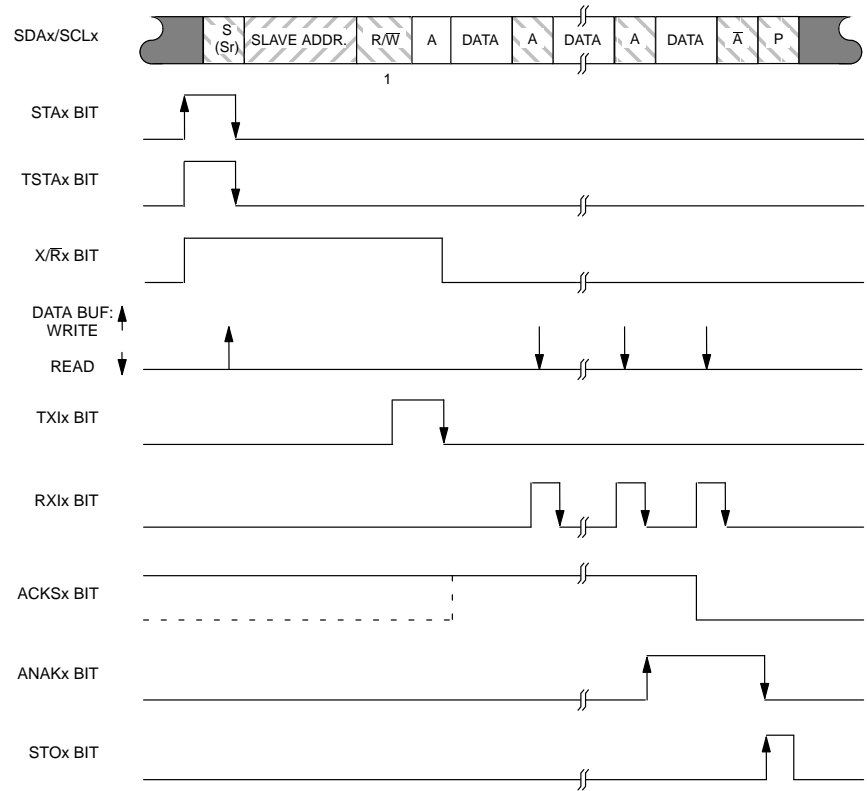 SDAx/SCLx
S
(Sr)
SLAVE ADDR.
R/W̅
A
DATA
A
DATA
A
DATA
A̅
P
1
STAx BIT
TSTAx BIT
X/R̅x BIT
DATA BUF:
WRITE
READ
TXIx BIT
RXIx BIT
ACKSx BIT
ANAKx BIT
STOx BIT